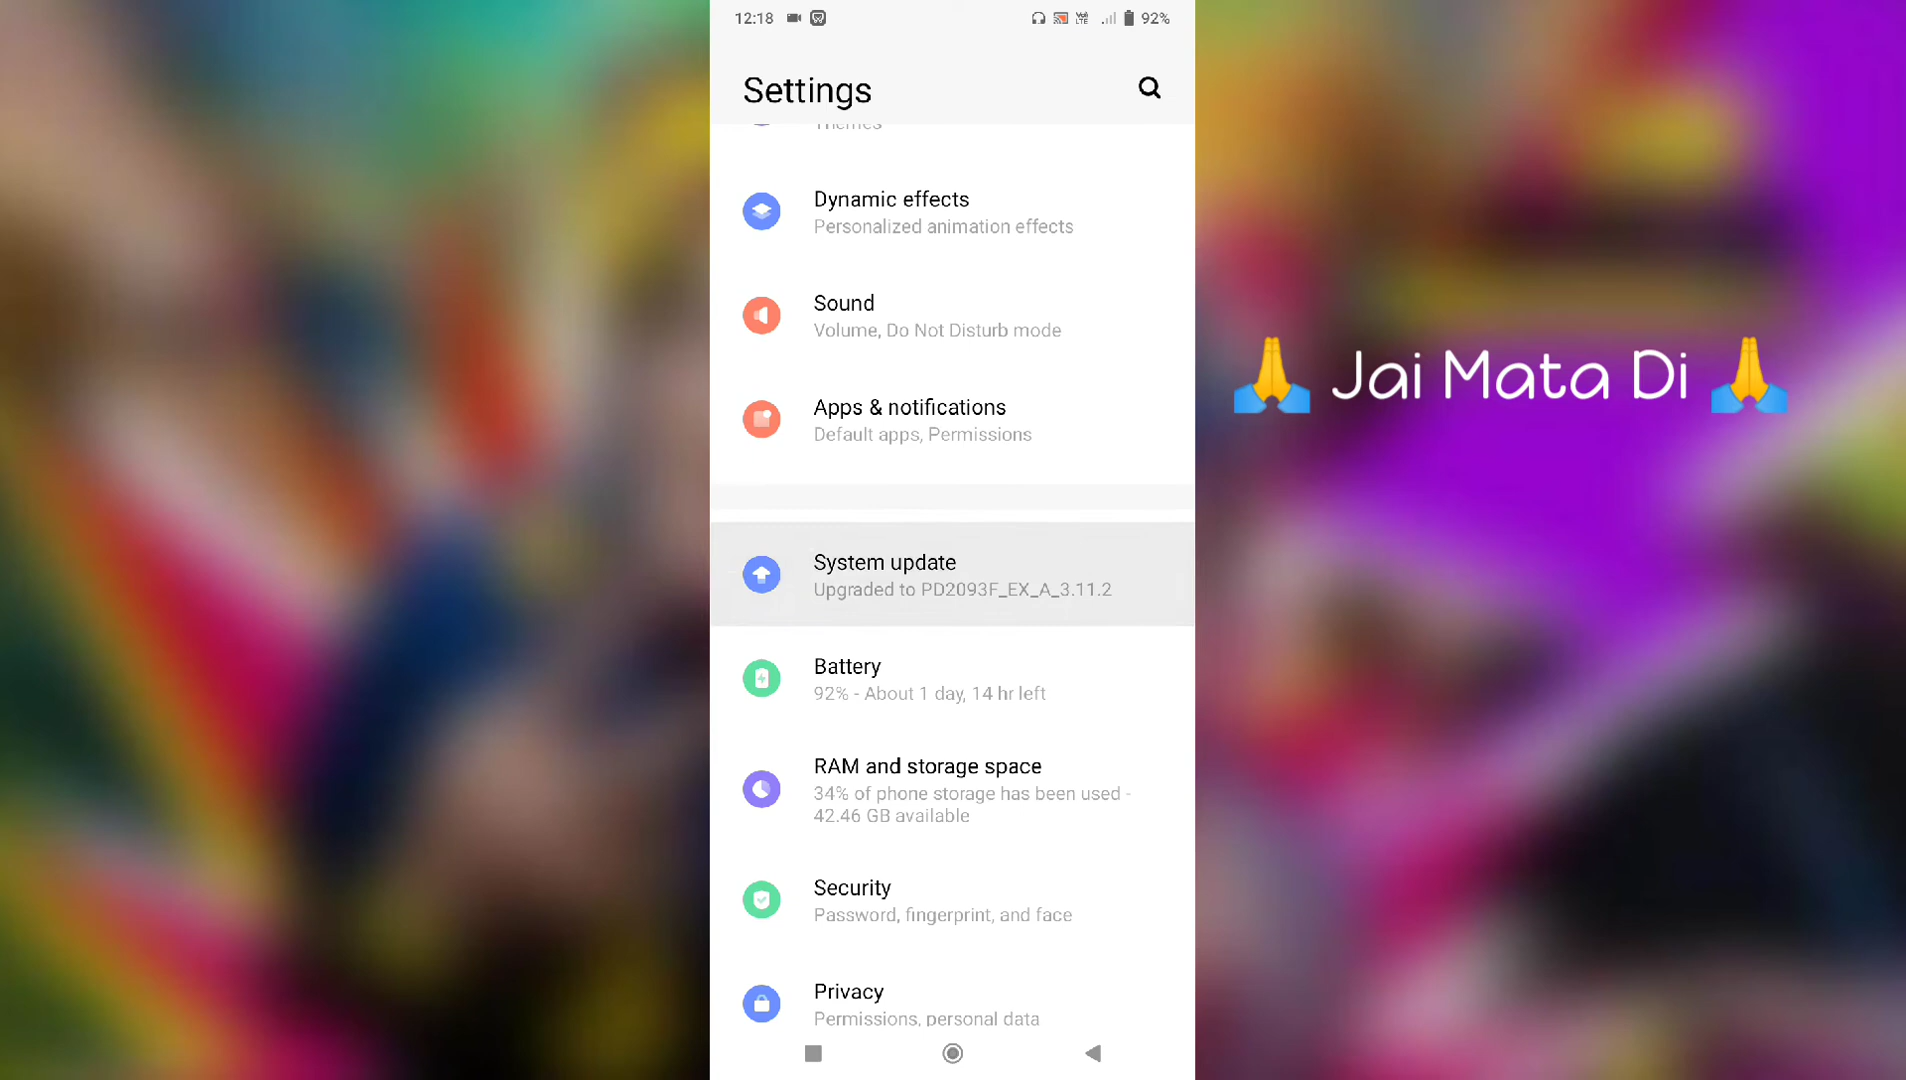 12:18
92%
Settings
Themes
Dynamic effects
Personalized animation effects
Sound
Volume, Do Not Disturb mode
🙏 Jai Mata Di 🙏
Apps & notifications
Default apps, Permissions
System update
Upgraded to PD2093F_EX_A_3.11.2
Battery
92% - About 1 day, 14 hr left
RAM and storage space
34% of phone storage has been used -
42.46 GB available
Security
Password, fingerprint, and face
Privacy
Permissions, personal data